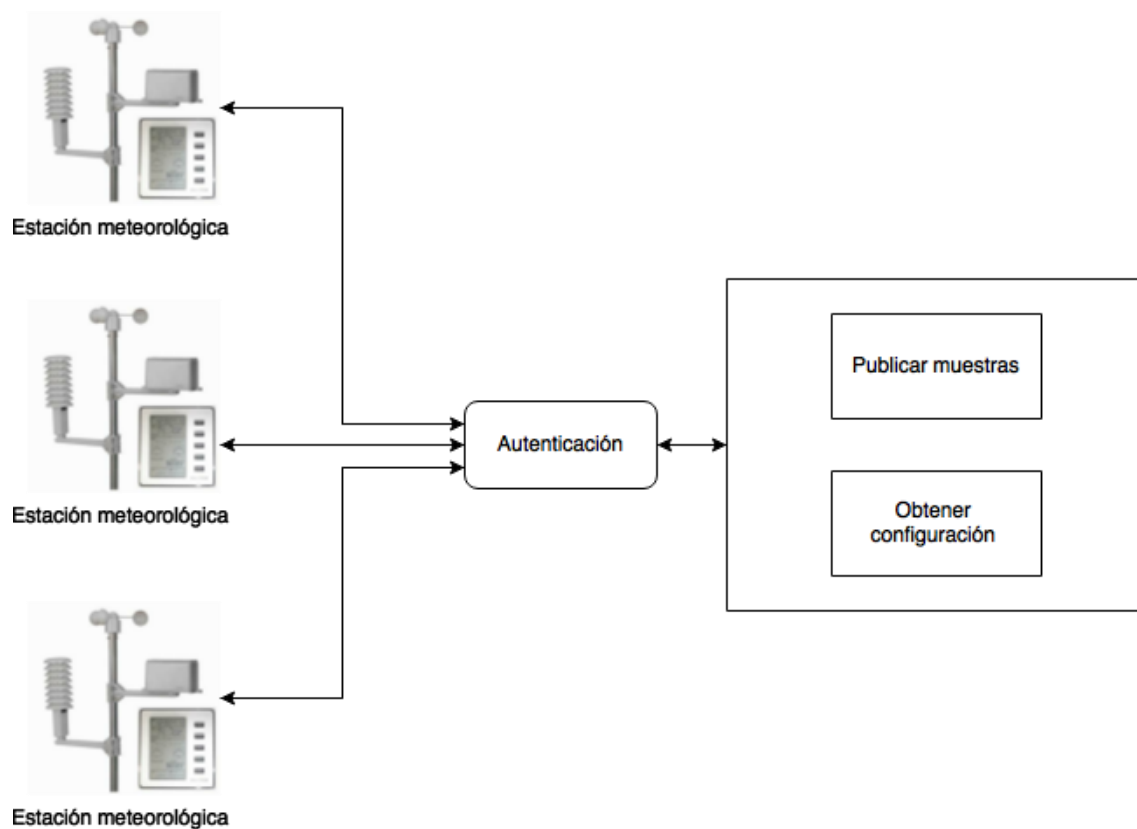 Estación meteorológica
Estación meteorológica
Estación meteorológica
Autenticación
Publicar muestras
Obtener
configuración